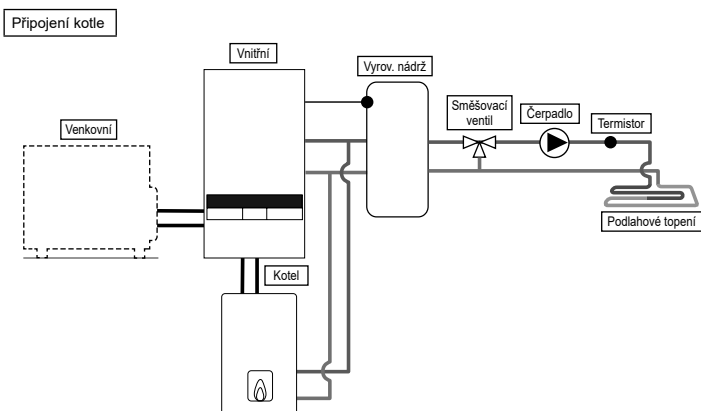 Připojení kotle
Vnitřní
Vyrov. nádrž
Směšovací
ventil
Čerpadlo
Termistor
Venkovní
Podlahové topení
Kotel